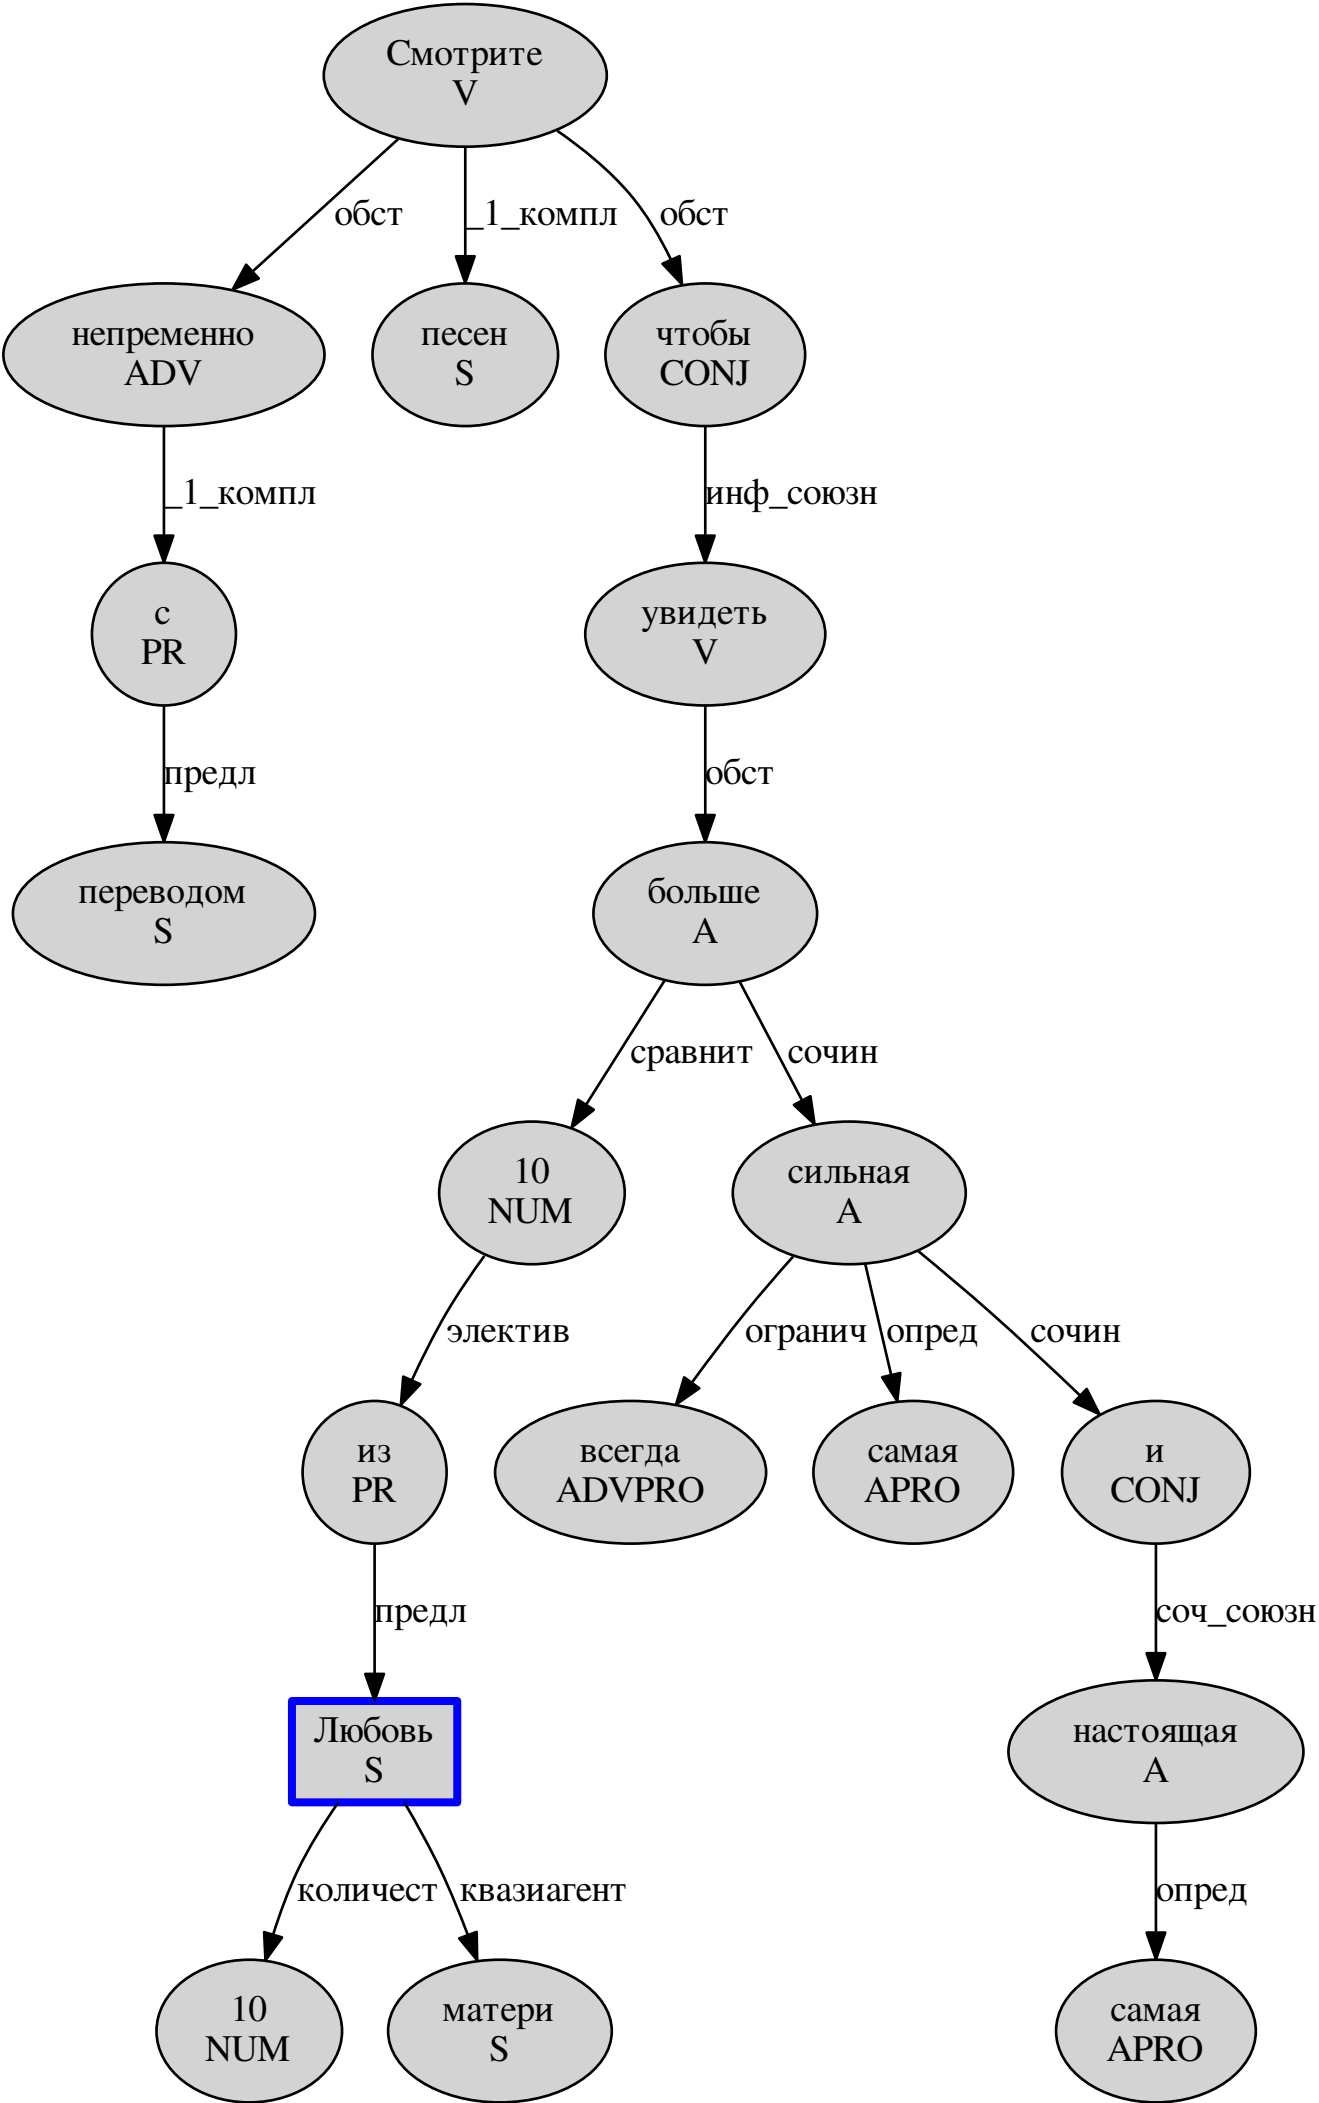 Смотрите
V
обст
_1_компл
обст
непременно
ADV
песен
S
чтобы
CONJ
_1_компл
инф_союзн
с
PR
увидеть
V
предл
обст
переводом
S
больше
A
сравнит
сочин
10
NUM
сильная
A
электив
огранич
опред
сочин
из
PR
всегда
ADVPRO
самая
APRO
и
CONJ
предл
соч_союзн
Любовь
S
настоящая
A
количест
квазиагент
опред
10
NUM
матери
S
самая
APRO